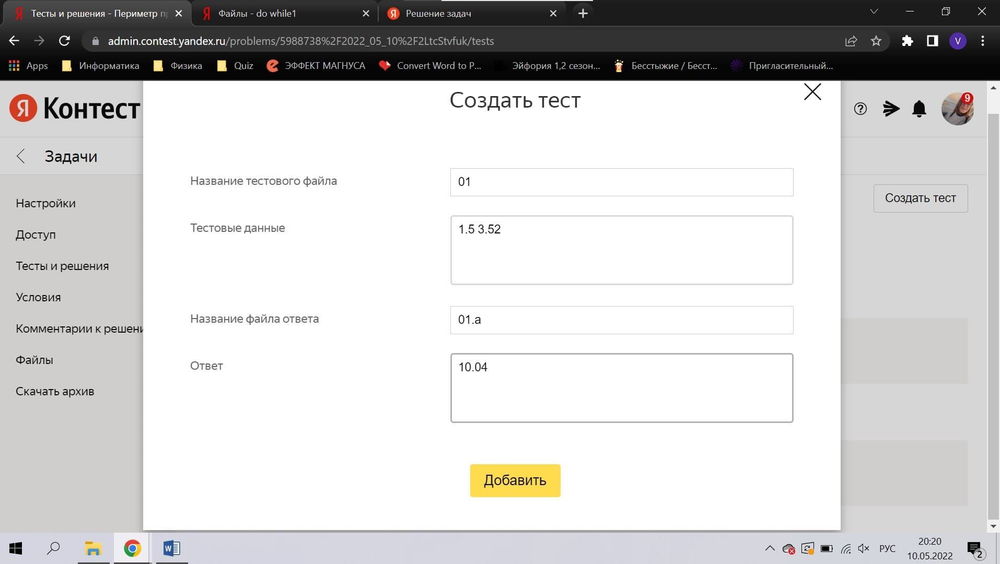 Тесты и решения - Периметр п
Файлы - do while1
Решение задач
admin.contest.yandex.ru/problems/5988738%2F2022_05_10%2F2LtcStvfuk/tests
V
Apps
Информатика
Физика
Quiz
ЭФФЕКТ МАГНУСА
Convert Word to P...
Эйфория 1,2 сезон...
Бесстыжие / Бесст...
Пригласительный...
Я Контест
Создать тест
9
Задачи
Название тестового файла
01
Создать тест
Настройки
Тестовые данные
1.5 3.52
Доступ
Тесты и решения
Условия
Название файла ответа
01.a
Комментарии к решени
Файлы
Ответ
10.04
Скачать архив
Добавить
РУС
20:20
10.05.2022
2